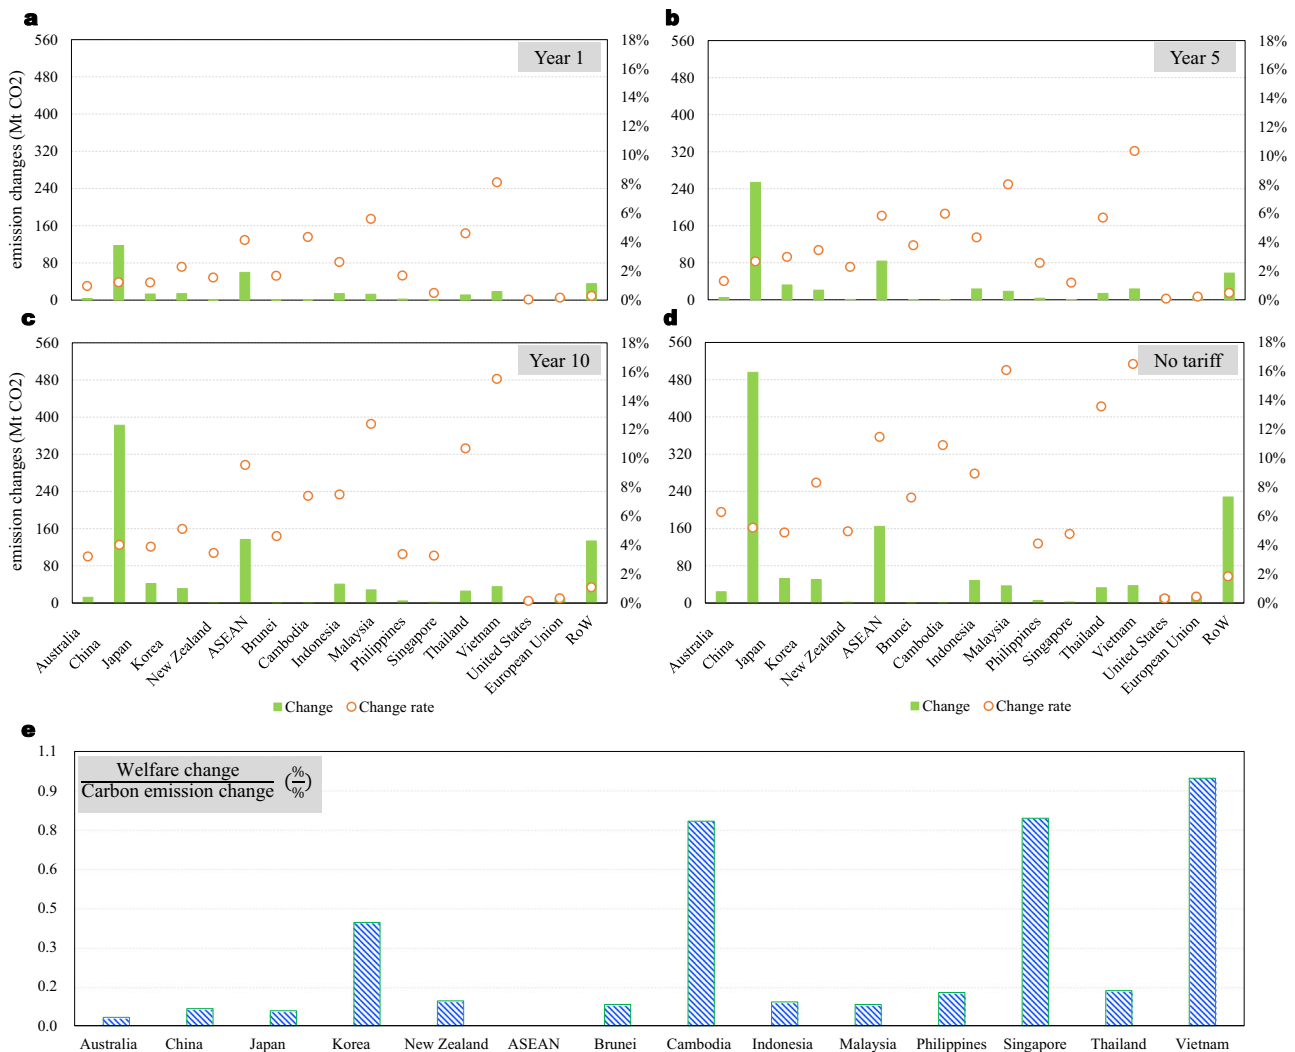 a
b
560
480
400
320
240
160
80
0
emission changes (Mt CO2)
Year 1
18%
16%
14%
12%
10%
8%
6%
4%
2%
0%
560
480
400
320
240
160
80
0
Year 5
18%
16%
14%
12%
10%
8%
6%
4%
2%
0%
c
d
560
480
400
320
240
160
80
0
emission changes (Mt CO2)
Year 10
18%
16%
14%
12%
10%
8%
6%
4%
2%
0%
Australia
China
Japan
Korea
New Zealand
ASEAN
Brunei
Cambodia
Indonesia
Malaysia
Philippines
Singapore
Thailand
Vietnam
United States
European Union
RoW
Change
Change rate
560
480
400
320
240
160
80
0
No tariff
18%
16%
14%
12%
10%
8%
6%
4%
2%
0%
Australia
China
Japan
Korea
New Zealand
ASEAN
Brunei
Cambodia
Indonesia
Malaysia
Philippines
Singapore
Thailand
Vietnam
United States
European Union
RoW
Change
Change rate
e
1.1
0.9
0.8
0.6
0.5
0.3
0.2
0.0
Welfare change
Carbon emission change
(%/%)
Australia
China
Japan
Korea
New Zealand
ASEAN
Brunei
Cambodia
Indonesia
Malaysia
Philippines
Singapore
Thailand
Vietnam